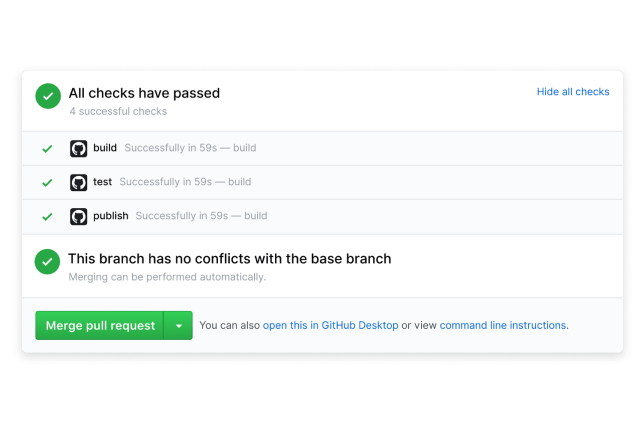 All checks have passed
Hide all checks
4 successful checks
build Successfully in 59s — build
test Successfully in 59s — build
publish Successfully in 59s — build
This branch has no conflicts with the base branch
Merging can be performed automatically.
Merge pull request You can also open this in GitHub Desktop or view command line instructions.